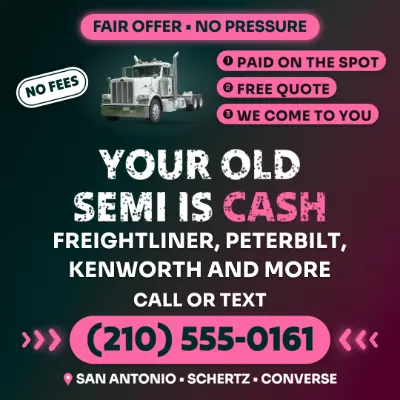 FAIR OFFER • NO PRESSURE
NO FEES
1 PAID ON THE SPOT
2 FREE QUOTE
3 WE COME TO YOU
YOUR OLD
SEMI IS CASH
FREIGHTLINER, PETERBILT,
KENWORTH AND MORE
CALL OR TEXT
(210) 555-0161
SAN ANTONIO • SCHERTZ • CONVERSE